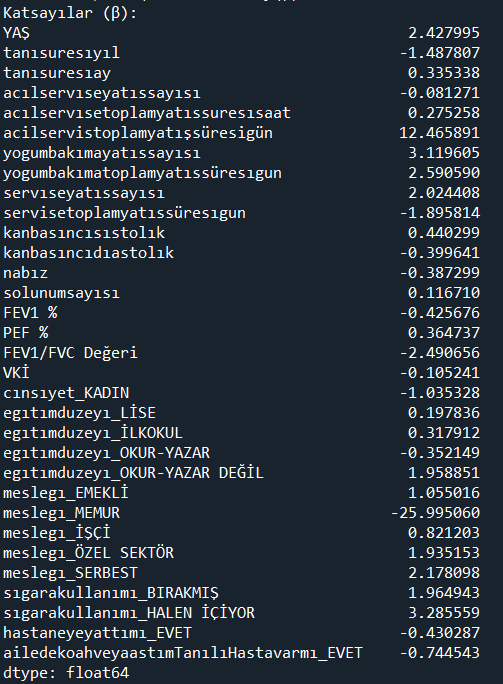 Katsayılar (β):
YAŞ 2.427995
tanısuresıyıl -1.487807
tanısuresıay 0.335338
acılservıseyatıssayısı -0.081271
acılservısetoplamyatıssuresısaat 0.275258
acilservistoplamyatışsüresigün 12.465891
yogumbakımayatıssayısı 3.119605
yogumbakımatoplamyatıssüresıgun 2.590590
servıseyatıssayısı 2.024408
servisetoplamyatıssüresıgun -1.895814
kanbasıncısıstolık 0.440299
kanbasıncıdıastolık -0.399641
nabız -0.387299
solunumsayısı 0.116710
FEV1 % -0.425676
PEF % 0.364737
FEV1/FVC Değeri -2.490656
VKİ -0.105241
cınsıyet_KADIN -1.035328
egıtımduzeyı_LİSE 0.197836
egıtımduzeyı_İLKOKUL 0.317912
egıtımduzeyı_OKUR-YAZAR -0.352149
egıtımduzeyı_OKUR-YAZAR DEĞİL 1.958851
meslegı_EMEKLİ 1.055016
meslegı_MEMUR -25.995060
meslegı_İŞÇİ 0.821203
meslegı_ÖZEL SEKTÖR 1.935153
meslegı_SERBEST 2.178098
sıgarakullanımı_BIRAKMIŞ 1.964943
sıgarakullanımı_HALEN İÇİYOR 3.285559
hastaneyeyattımı_EVET -0.430287
ailedekoahveyaastımTanılıHastavarmı_EVET -0.744543
dtype: float64